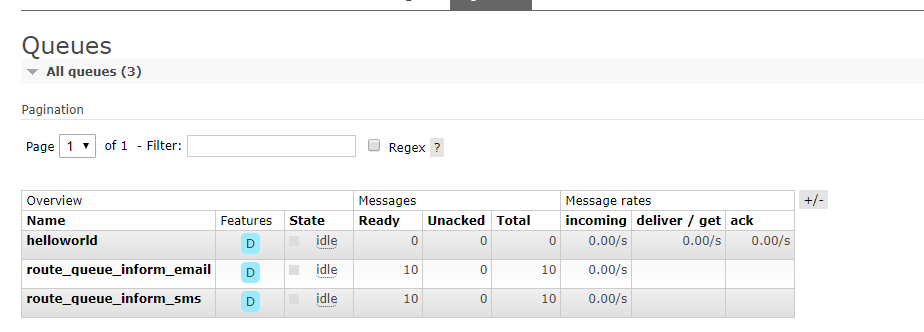 Queues
All queues (3)
Pagination
Page 1 of 1 - Filter: Regex ?
Overview Messages Message rates +/-
Name Features State Ready Unacked Total incoming deliver / get ack
helloworld D idle 0 0 0 0.00/s 0.00/s 0.00/s
route_queue_inform_email D idle 10 0 10 0.00/s
route_queue_inform_sms D idle 10 0 10 0.00/s